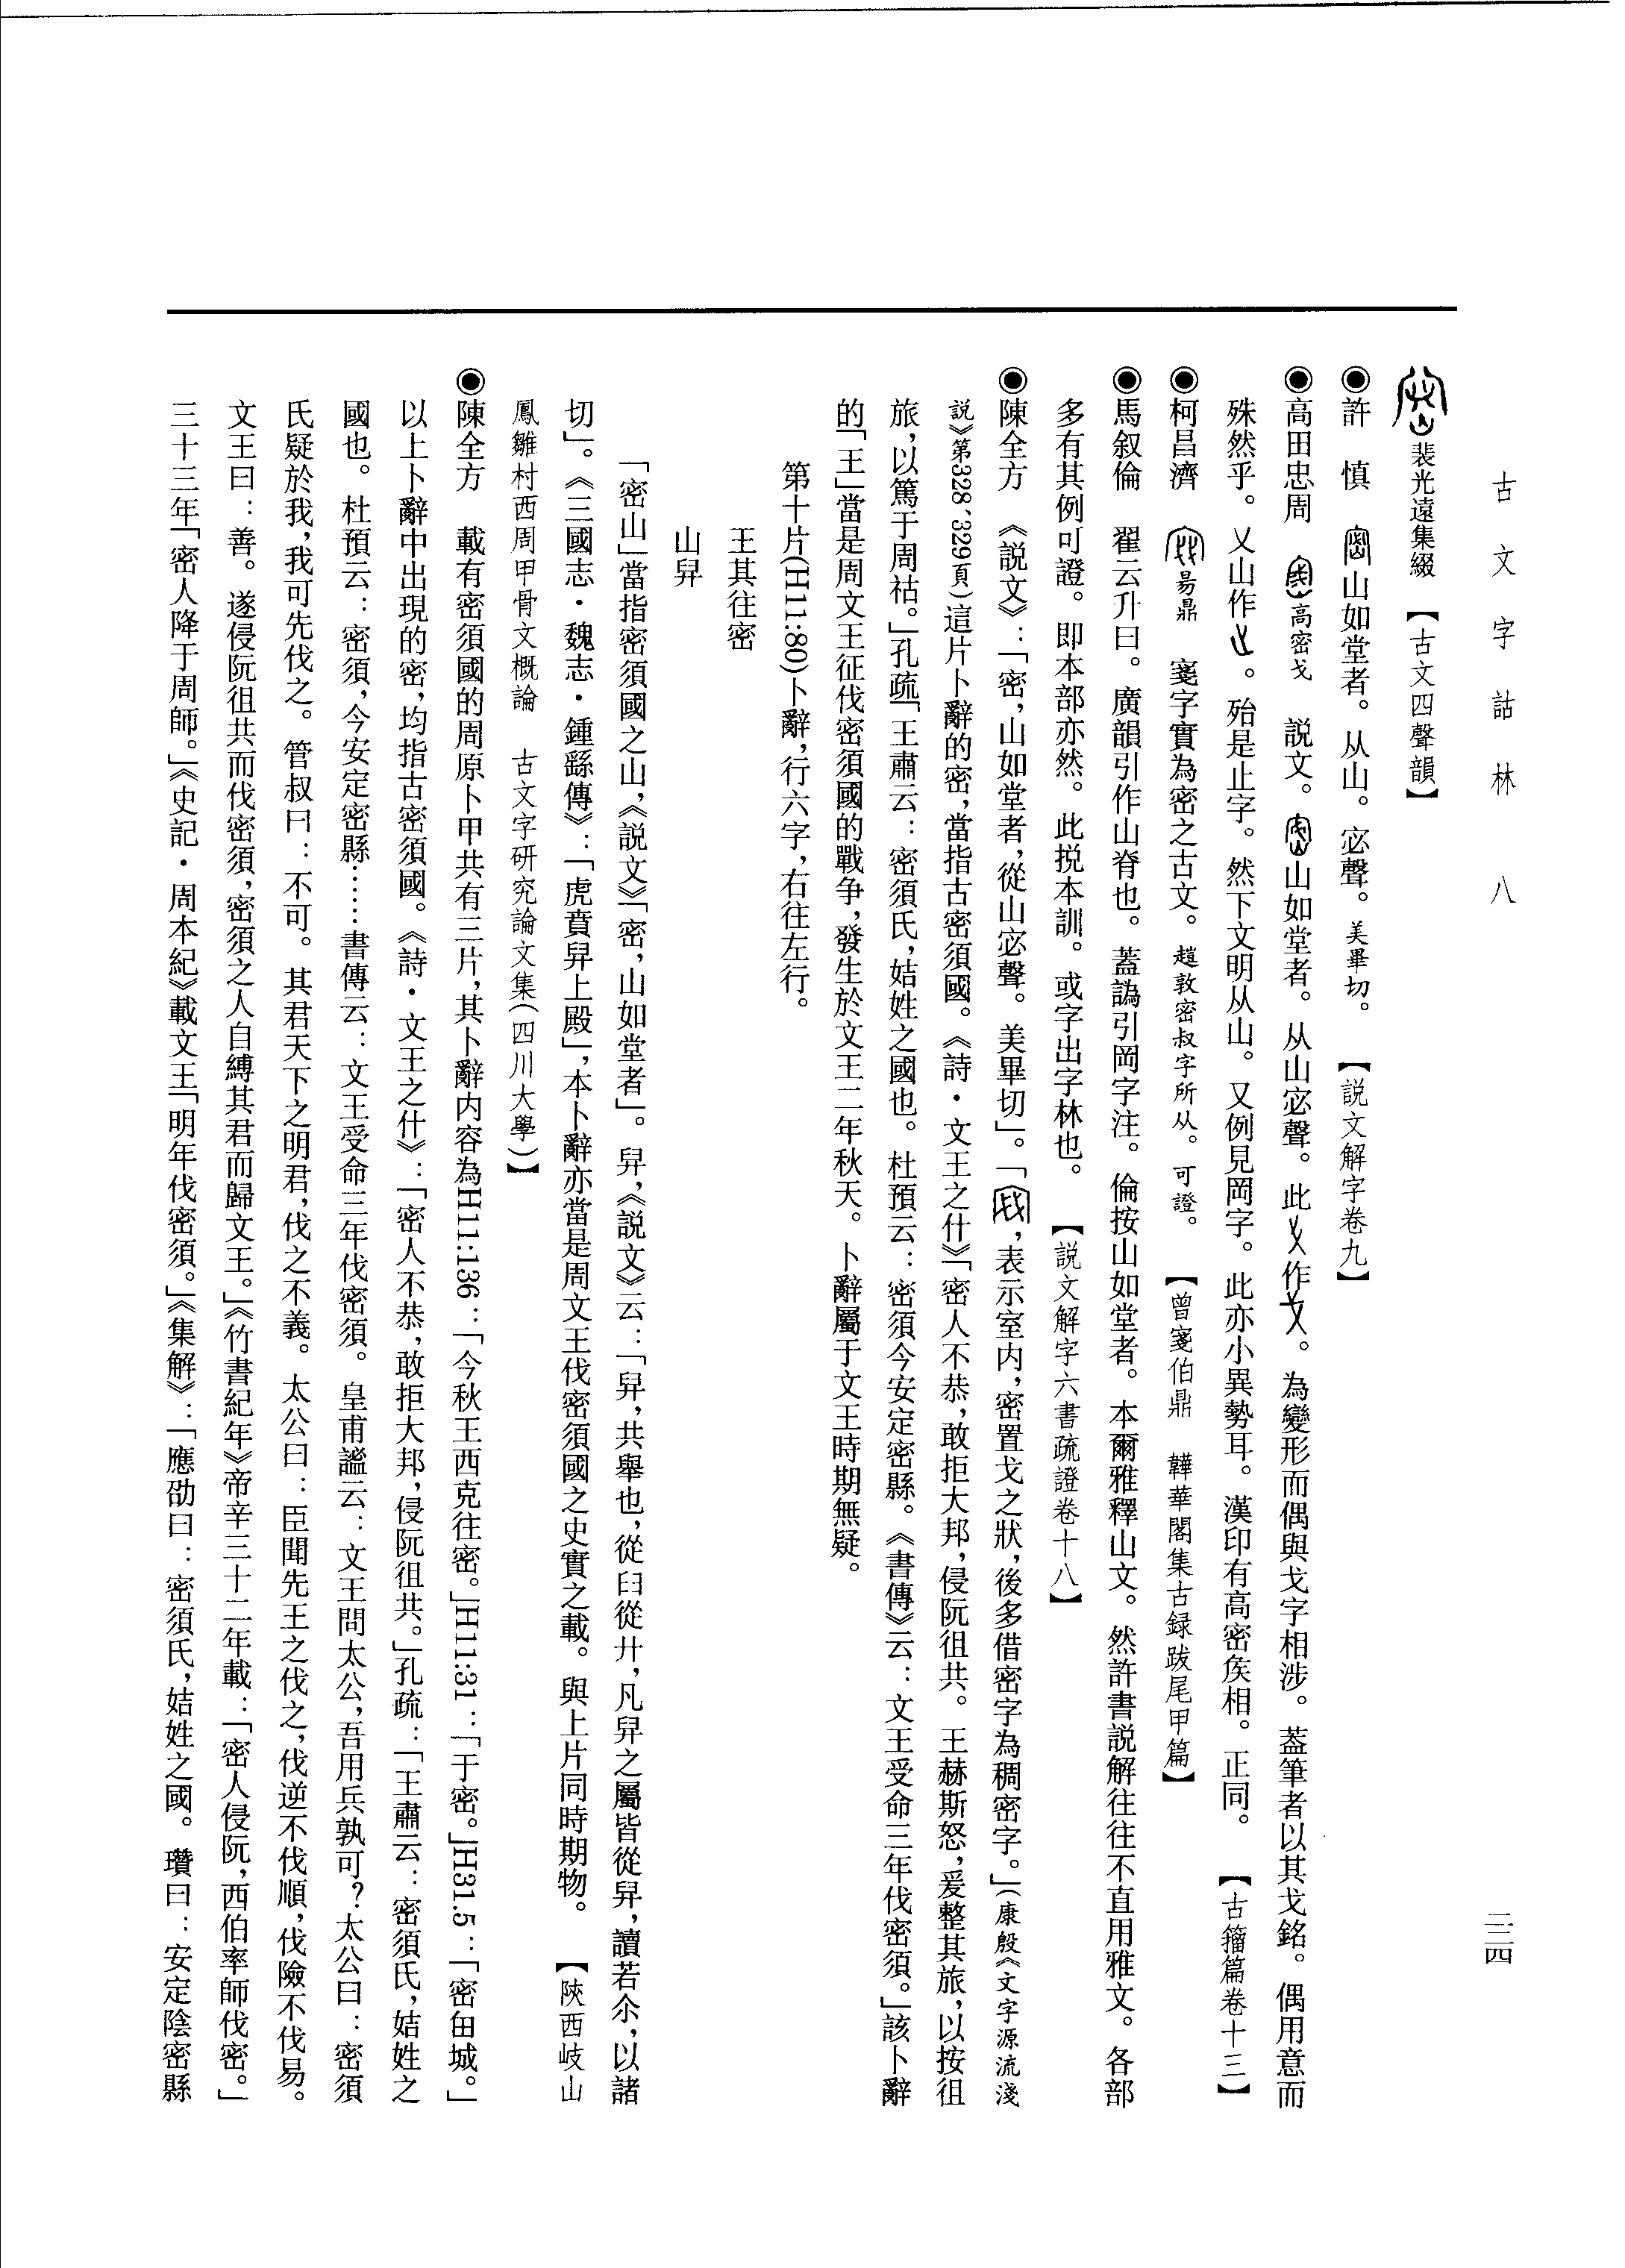 古文字詁林 八
三三四
裴光遠集綴 【古文四聲韻】
◉許 慎 山如堂者。从山。宓聲。美畢切。 【説文解字卷九】
◉高田忠周 高密戈 説文。山如堂者。从山宓聲。此作。為變形而偶與戈字相涉。葢筆者以其戈銘。偶用意而
殊然乎。乂山作。殆是止字。然下文明从山。又例見岡字。此亦小異勢耳。漢印有高密矦相。正同。 【古籀篇卷十三】
◉柯昌濟 昜鼎 窆字實為密之古文。趙敦密叔字所从。可證。 【曾窆伯鼎 韡華閣集古録跋尾甲篇】
◉馬叙倫 翟云升曰。廣韻引作山脊也。蓋譌引岡字注。倫按山如堂者。本爾雅釋山文。然許書説解往往不直用雅文。各部
多有其例可證。即本部亦然。此挩本訓。或字出字林也。 【説文解字六書疏證卷十八】
◉陳全方 《説文》：「密，山如堂者，從山宓聲。美畢切」。「，表示室内，密置戈之狀，後多借密字為稠密字。」(康殷《文字源流淺
説》第328、329頁)這片卜辭的密，當指古密須國。《詩·文王之什》「密人不恭，敢拒大邦，侵阮徂共。王赫斯怒，爰整其旅，以按徂
旅，以篤于周祜。」孔疏「王肅云：密須氏，姞姓之國也。杜預云：密須今安定密縣。《書傳》云：文王受命三年伐密須。」該卜辭
的「王」當是周文王征伐密須國的戰争，發生於文王二年秋天。卜辭屬于文王時期無疑。
第十片(H11:80)卜辭，行六字，右往左行。
王其往密
山舁
「密山」當指密須國之山，《説文》「密，山如堂者」。舁，《説文》云：「舁，共舉也，從臼從廾，凡舁之屬皆從舁，讀若余，以諸
切」。《三國志·魏志·鍾繇傳》：「虎賁舁上殿」，本卜辭亦當是周文王伐密須國之史實之載。與上片同時期物。 【陝西岐山
鳳雛村西周甲骨文概論 古文字研究論文集(四川大學)】
◉陳全方 載有密須國的周原卜甲共有三片，其卜辭内容為H11:136：「今秋王西克往密。」H11:31：「于密。」H31.5：「密甶城。」
以上卜辭中出現的密，均指古密須國。《詩·文王之什》：「密人不恭，敢拒大邦，侵阮徂共。」孔疏：「王肅云：密須氏，姞姓之
國也。杜預云：密須，今安定密縣……書傳云：文王受命三年伐密須。皇甫謐云：文王問太公，吾用兵孰可？太公曰：密須
氏疑於我，我可先伐之。管叔曰：不可。其君天下之明君，伐之不義。太公曰：臣聞先王之伐之，伐逆不伐順，伐險不伐易。
文王曰：善。遂侵阮徂共而伐密須，密須之人自縛其君而歸文王。」《竹書紀年》帝辛三十二年載：「密人侵阮，西伯率師伐密。」
三十三年「密人降于周師。」《史記·周本紀》載文王「明年伐密須。」《集解》：「應劭曰：密須氏，姞姓之國。瓚曰：安定陰密縣